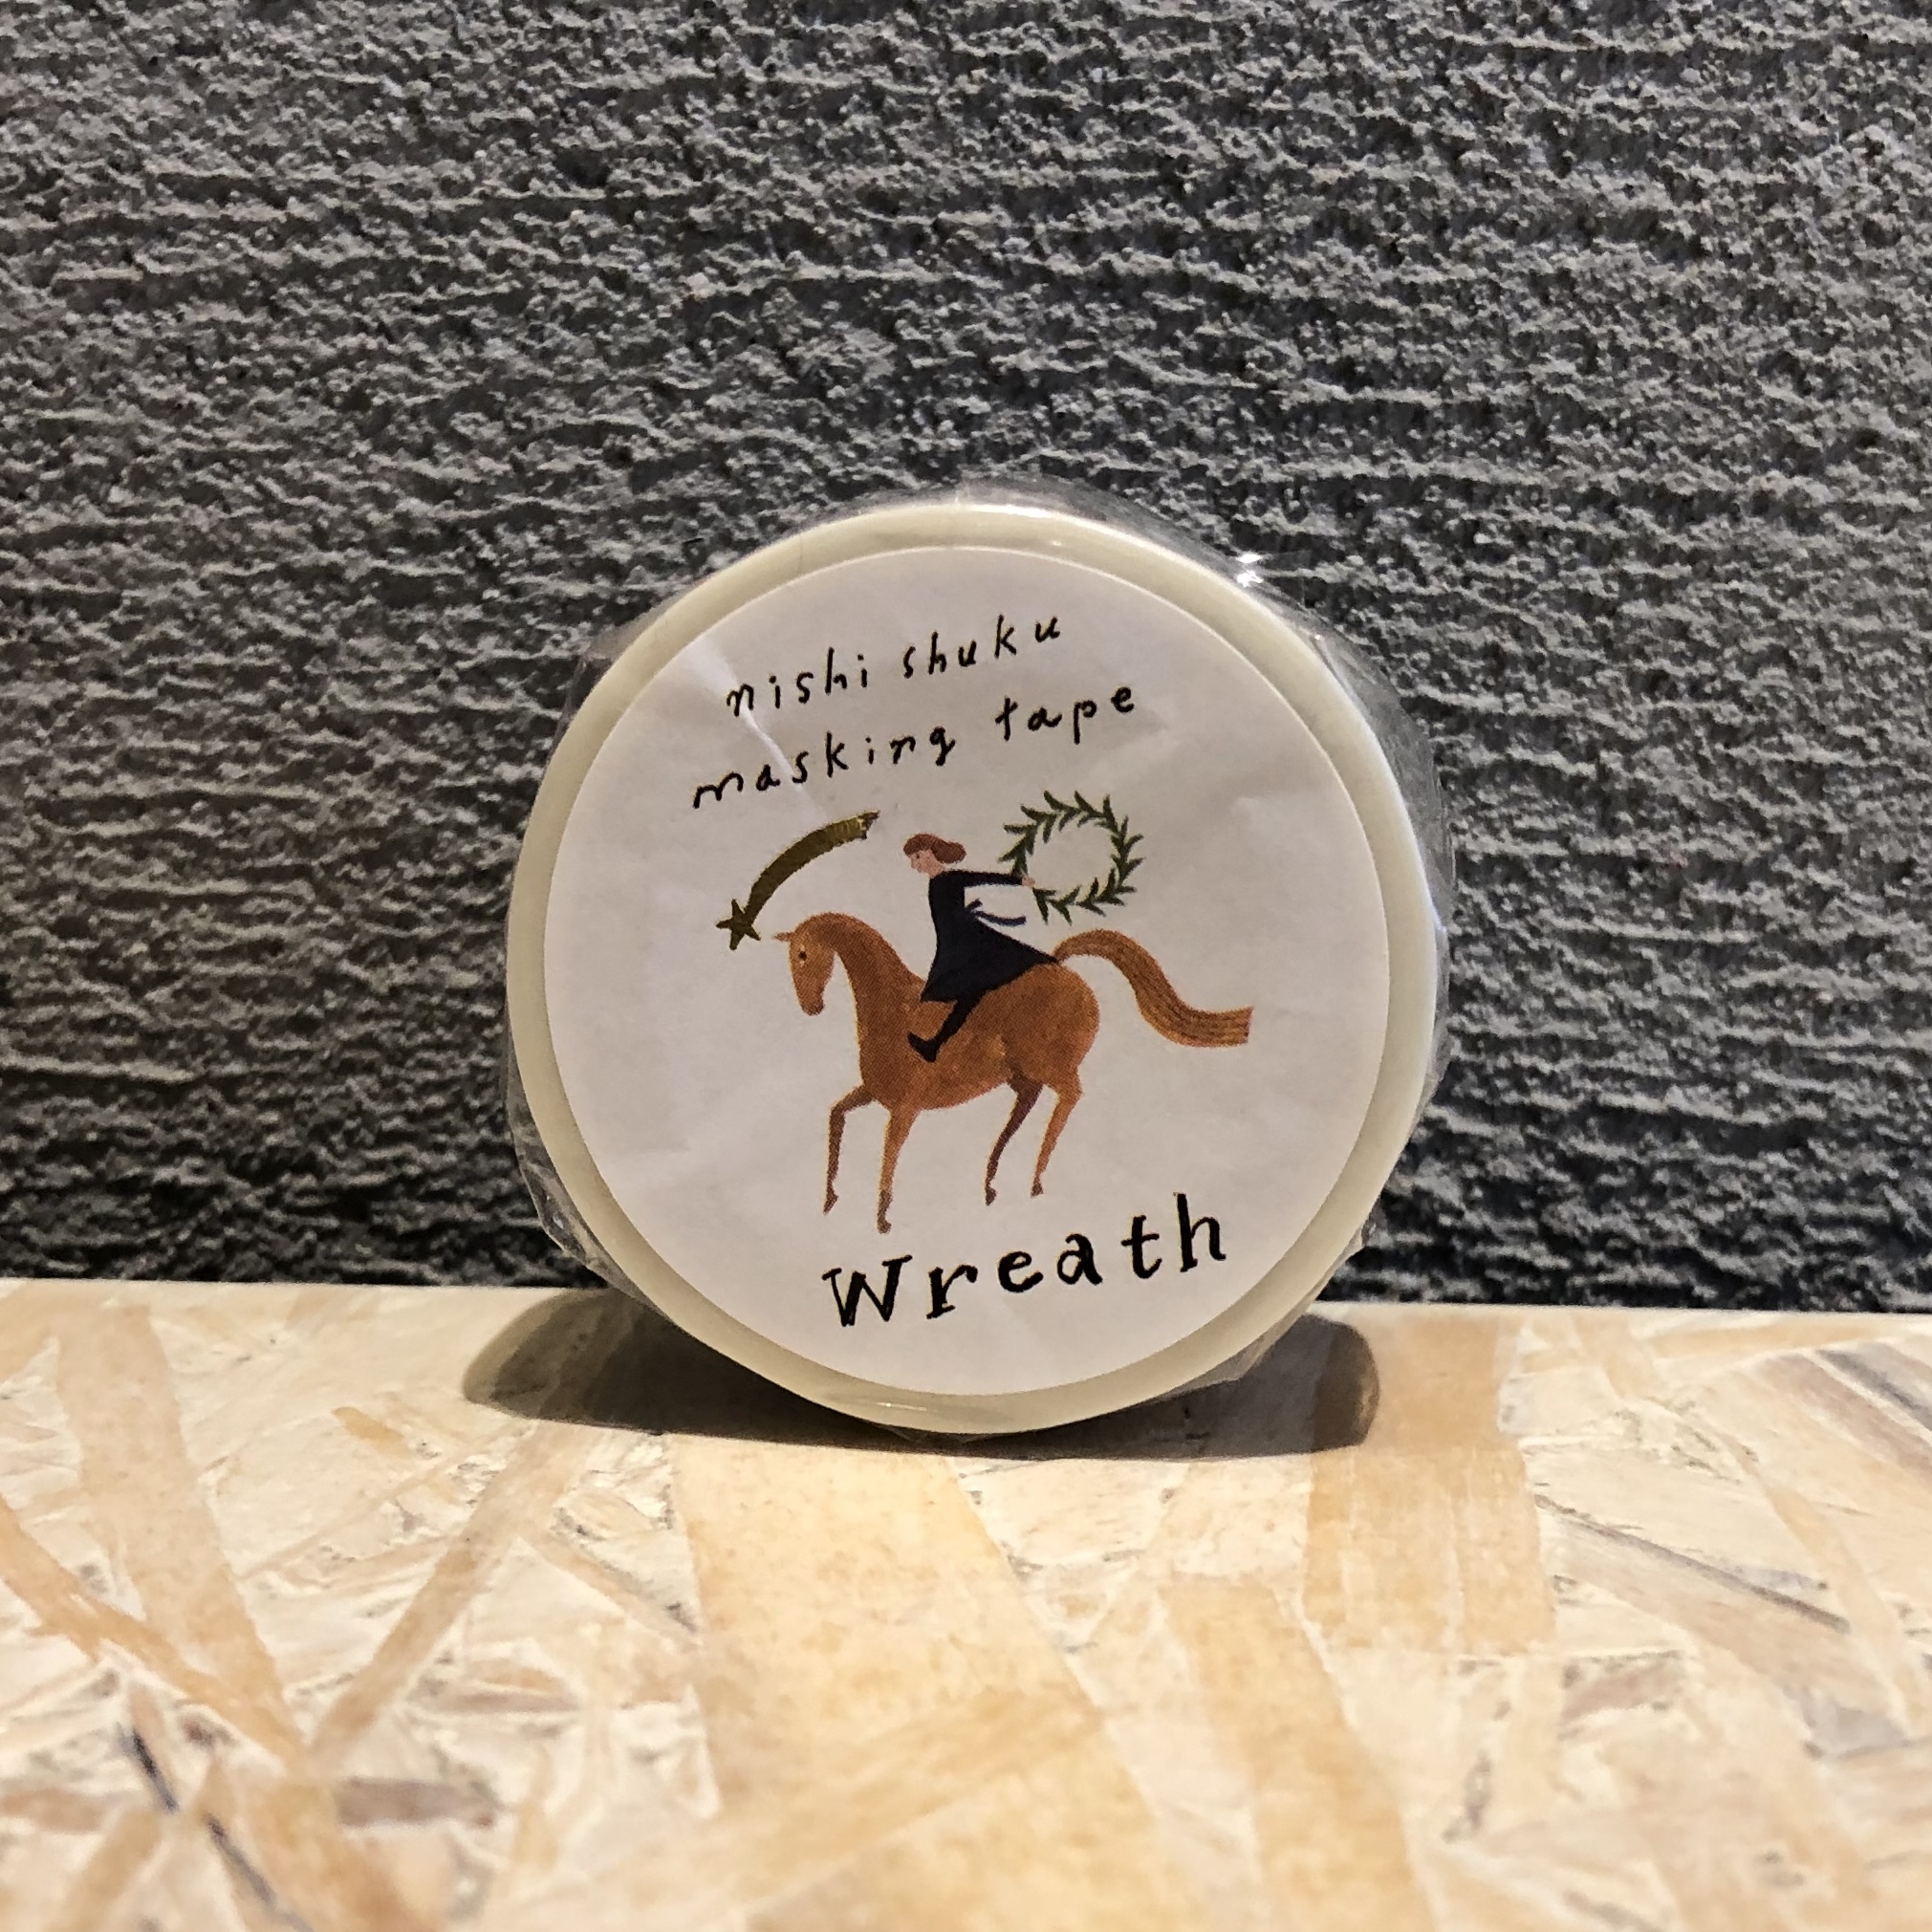 nishi shuku
masking tape
Wreath